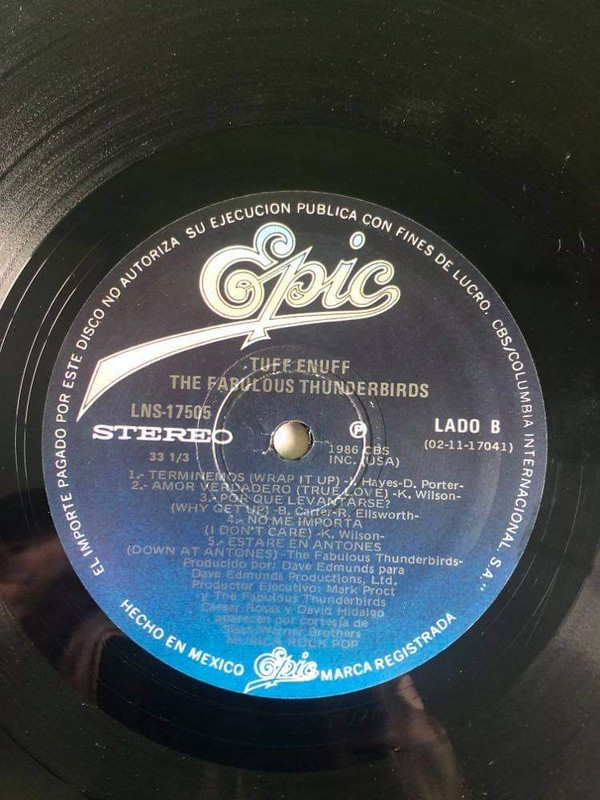 EL IMPORTE PAGADO POR ESTE DISCO NO AUTORIZA SU EJECUCION PUBLICA CON FINES DE LUCRO. CBS/COLUMBIA INTERNACIONAL, S.A."
Epic
TUFF ENUFF
THE FABULOUS THUNDERBIRDS
LNS-17505
STEREO
33 1/3
Ⓟ
1986 CBS
INC. (USA)
LADO B
(02-11-17041)
1.- TERMINEMOS (WRAP IT UP) -I. Hayes-D. Porter-
2.- AMOR VERDADERO (TRUE LOVE) -K. Wilson-
3.- POR QUE LEVANTARSE?
(WHY GET UP) -B. Carter-R. Ellsworth-
4.- NO ME IMPORTA
(I DON'T CARE) -K. Wilson-
5.- ESTARE EN ANTONES
(DOWN AT ANTONES) -The Fabulous Thunderbirds-
Producido por: Dave Edmunds para
Dave Edmunds Productions, Ltd.
Productor Ejecutivo: Mark Proct
y The Fabulous Thunderbirds
Caesar Rosas y David Hidalgo
aparecen por cortesía de
Warner Brothers
MUSICA ROCK POP
HECHO EN MEXICO
Epic
MARCA REGISTRADA